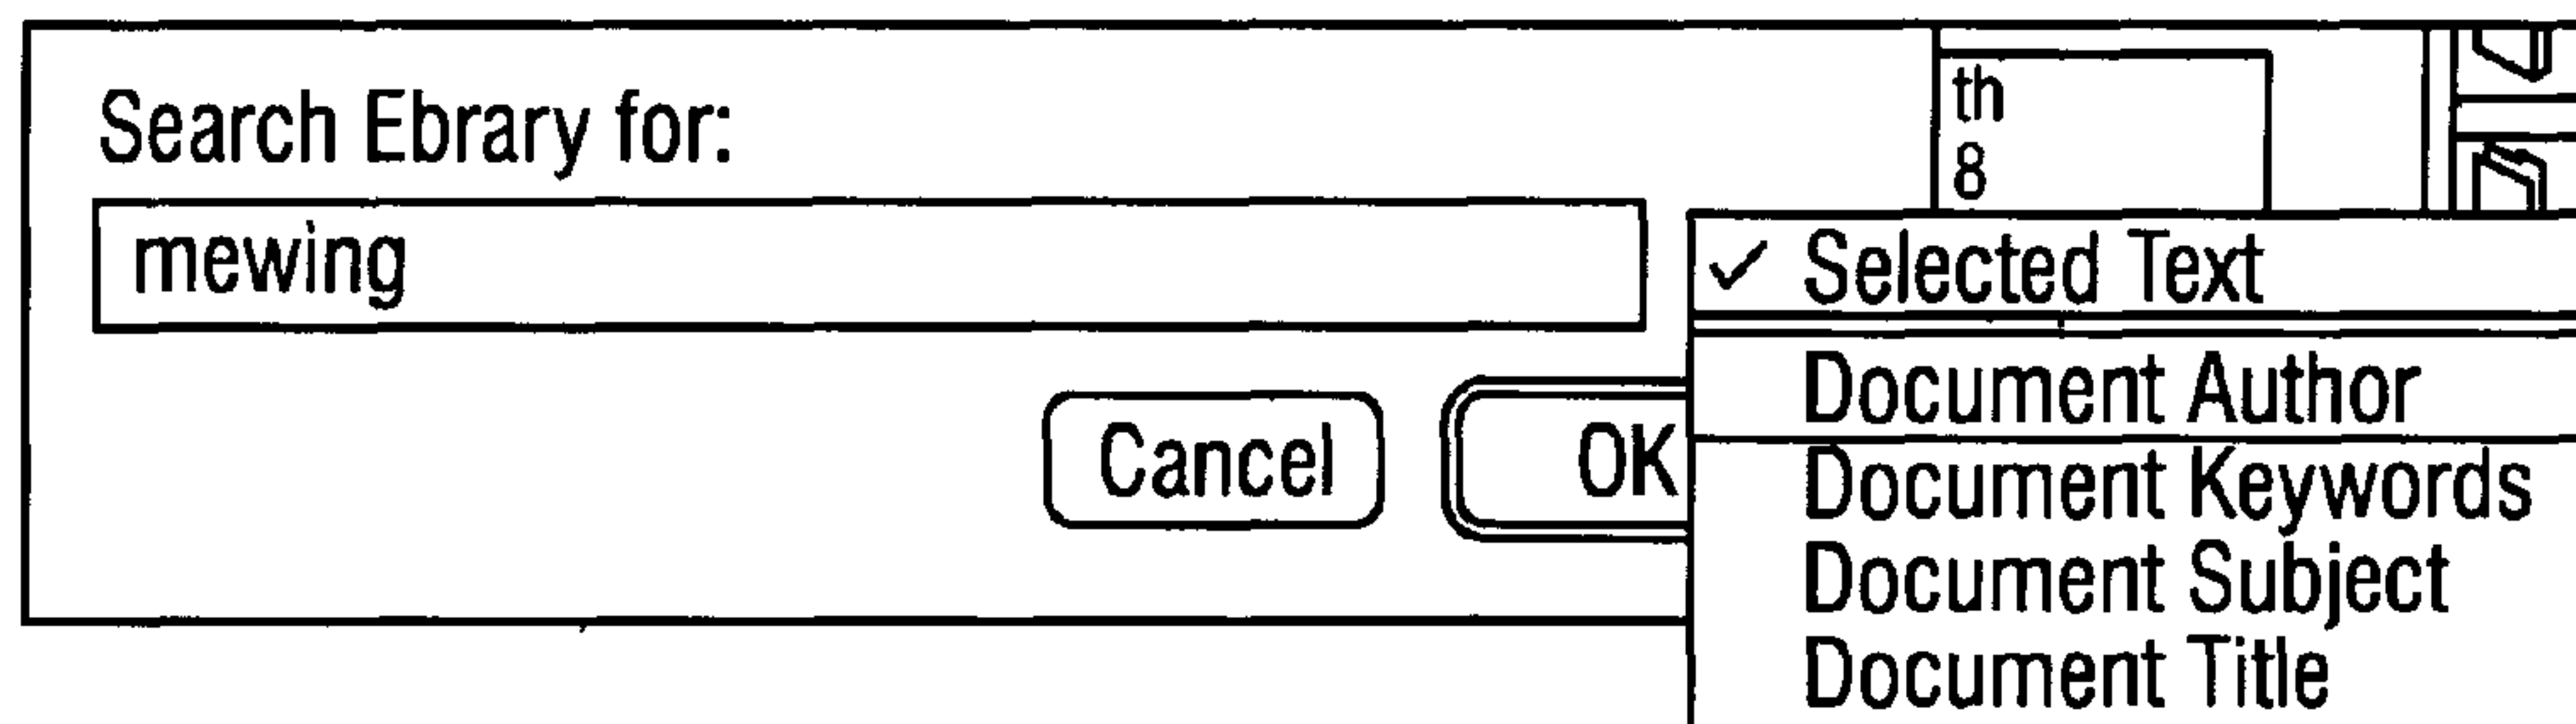 Search Ebrary for:
mewing
Cancel
OK
th
8
✓ Selected Text
Document Author
Document Keywords
Document Subject
Document Title